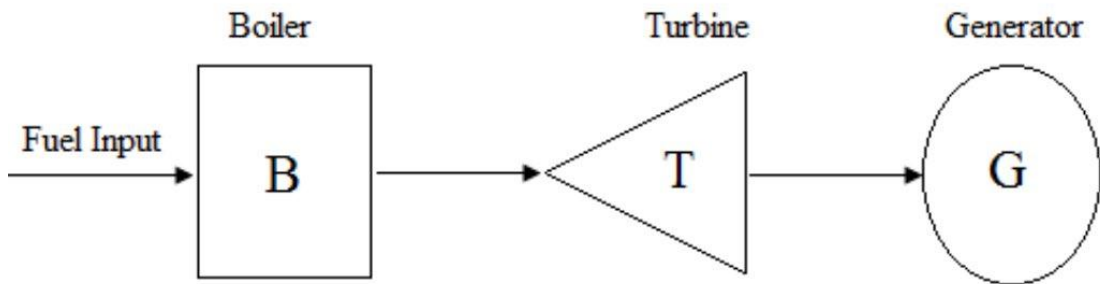 Boiler
Turbine
Generator
Fuel Input
B
T
G